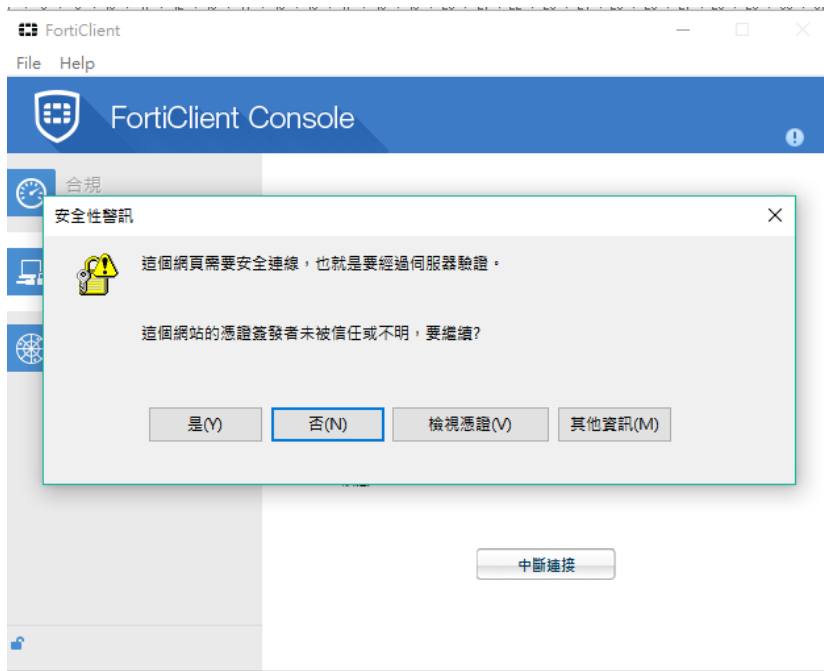 FortiClient
File Help
FortiClient Console
合規
安全性警訊
這個網頁需要安全連線，也就是要經過伺服器驗證。
這個網站的憑證簽發者未被信任或不明，要繼續?
是(Y) 否(N) 檢視憑證(V) 其他資訊(M)
中斷連接